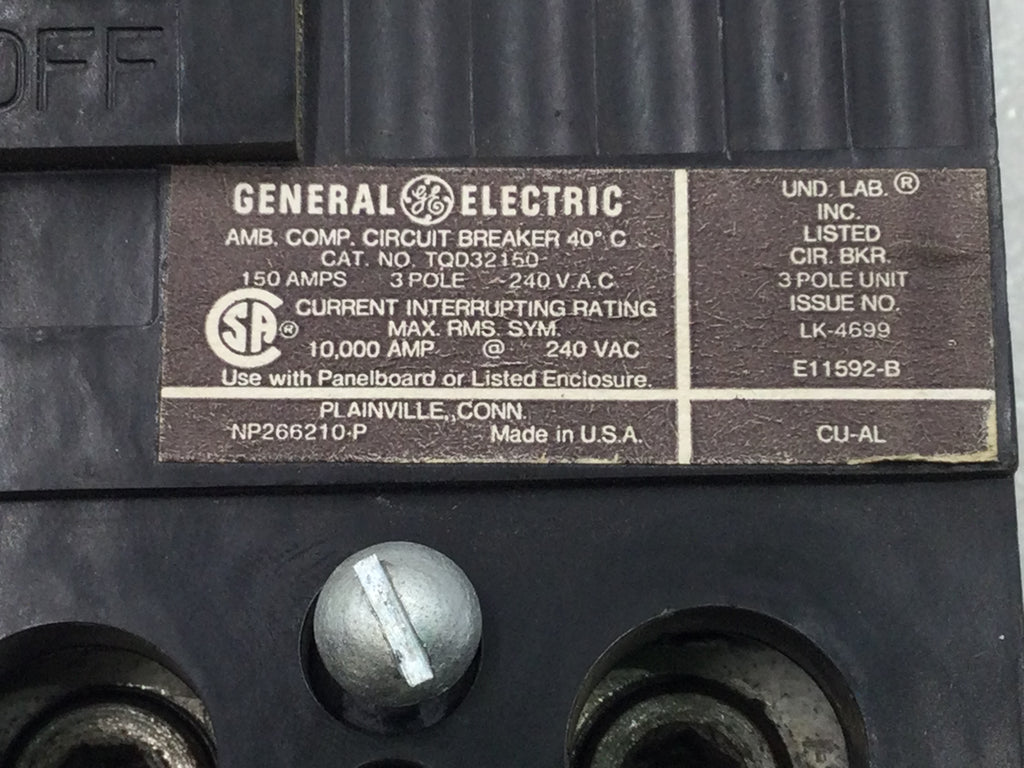 OFF
GENERAL GE ELECTRIC
AMB. COMP. CIRCUIT BREAKER 40° C
CAT. NO. TQD32150
150 AMPS 3 POLE ~240 V.A.C.
SA® CURRENT INTERRUPTING RATING
MAX. RMS. SYM.
10,000 AMP @ 240 VAC
Use with Panelboard or Listed Enclosure.
PLAINVILLE, CONN.
NP266210-P Made in U.S.A.
UND. LAB.®
INC.
LISTED
CIR. BKR.
3 POLE UNIT
ISSUE NO.
LK-4699
E11592-B
CU-AL